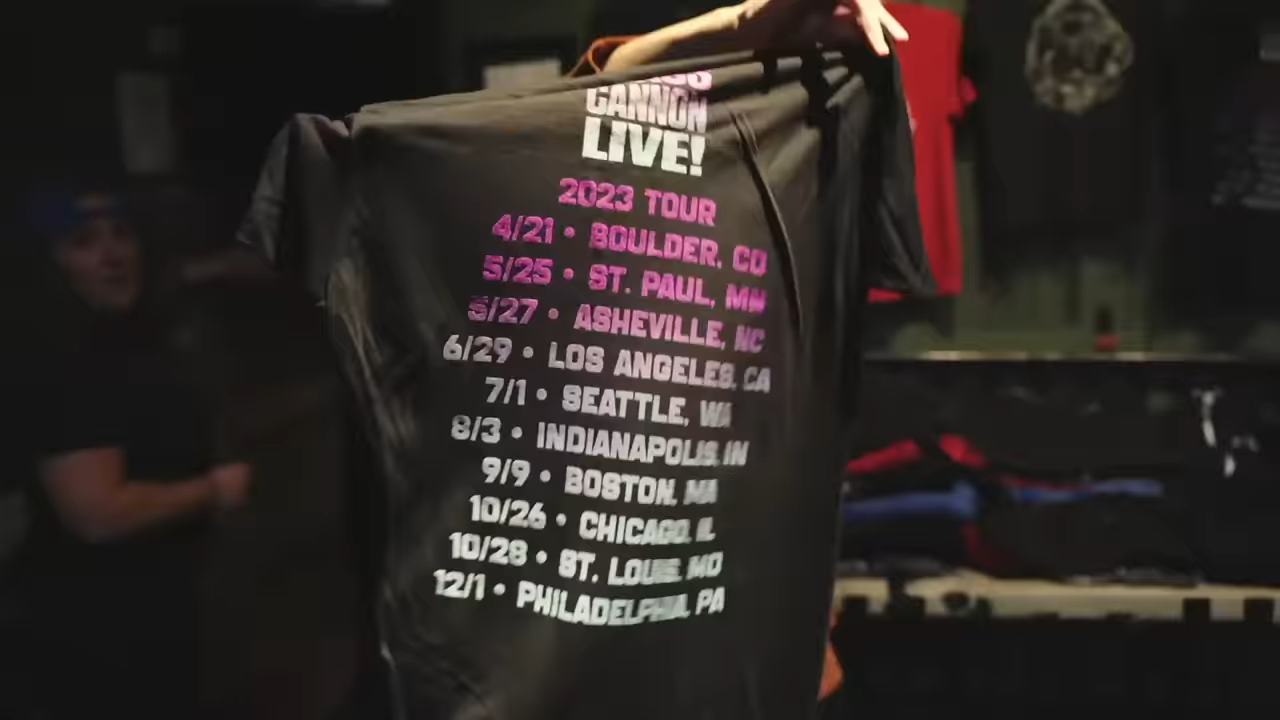 CANNON
LIVE!
2023 TOUR
4/21 • BOULDER, CO
5/25 • ST. PAUL, MN
5/27 • ASHEVILLE, NC
6/29 • LOS ANGELES, CA
7/1 • SEATTLE, WA
8/3 • INDIANAPOLIS, IN
9/9 • BOSTON, MA
10/26 • CHICAGO, IL
10/28 • ST. LOUIS, MO
12/1 • PHILADELPHIA, PA